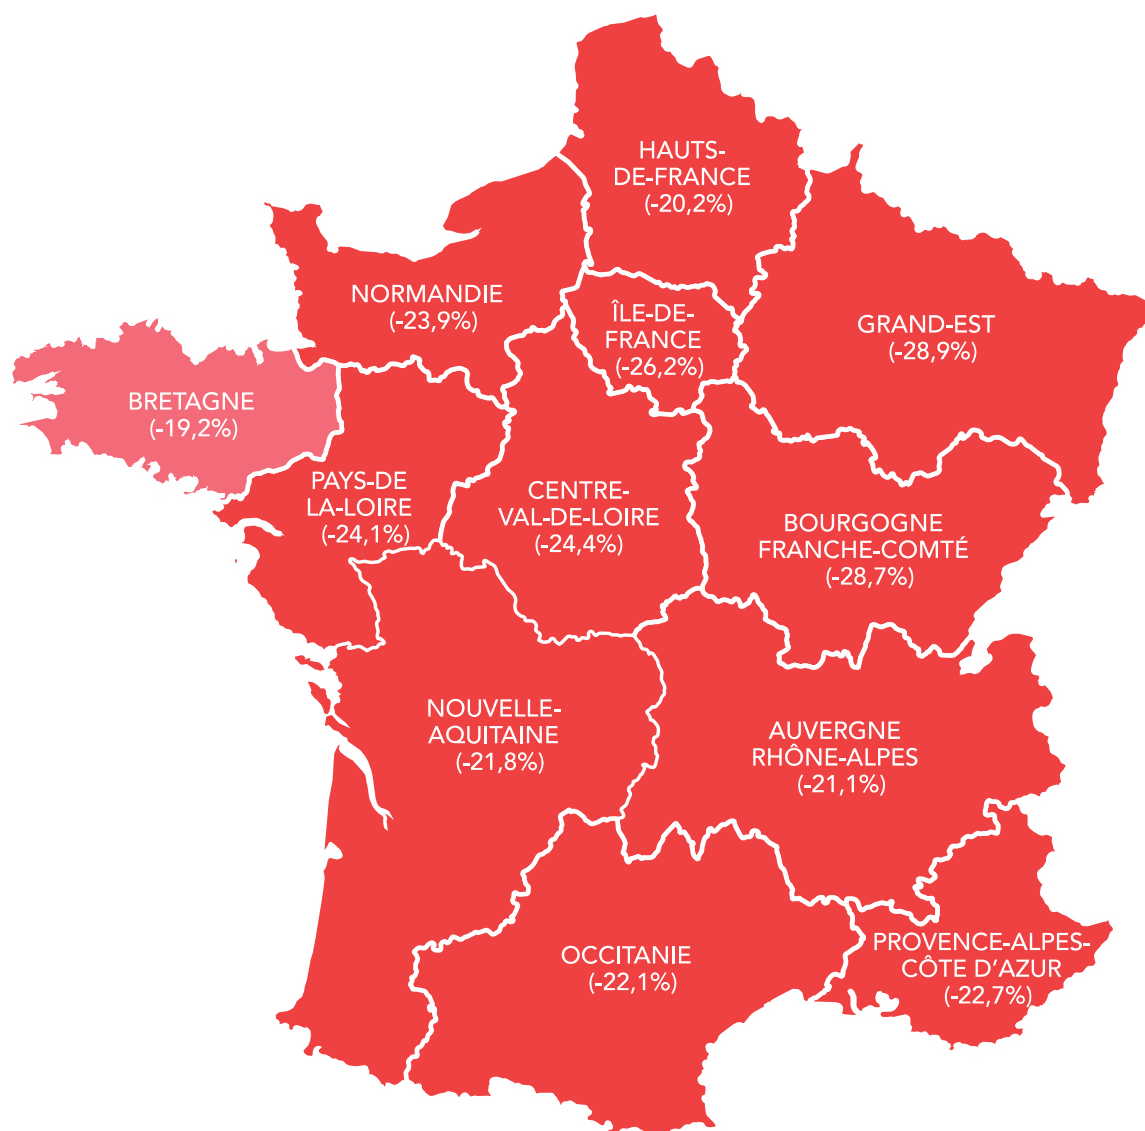 HAUTS-
DE-FRANCE
(-20,2%)
NORMANDIE
(-23,9%)
ÎLE-DE-
FRANCE
(-26,2%)
GRAND-EST
(-28,9%)
BRETAGNE
(-19,2%)
PAYS-DE
LA-LOIRE
(-24,1%)
CENTRE-
VAL-DE-LOIRE
(-24,4%)
BOURGOGNE
FRANCHE-COMTÉ
(-28,7%)
NOUVELLE-
AQUITAINE
(-21,8%)
AUVERGNE
RHÔNE-ALPES
(-21,1%)
OCCITANIE
(-22,1%)
PROVENCE-ALPES-
CÔTE D'AZUR
(-22,7%)